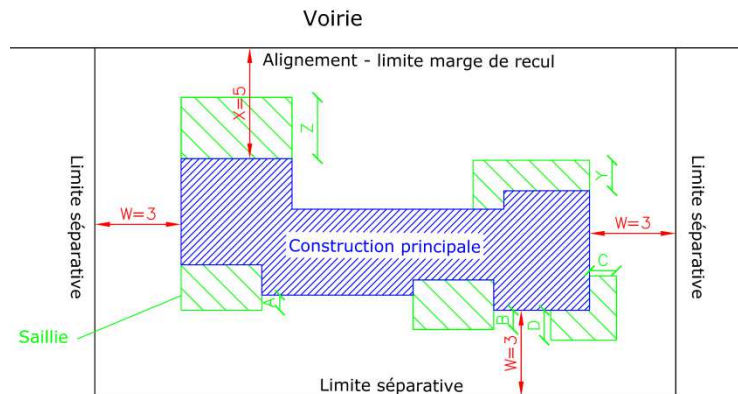 Voirie
Alignement - limite marge de recul
X=5
Z
Y
Limite séparative
W=3
Construction principale
W=3
Limite séparative
C
A
B
D
Saillie
W=3
Limite séparative